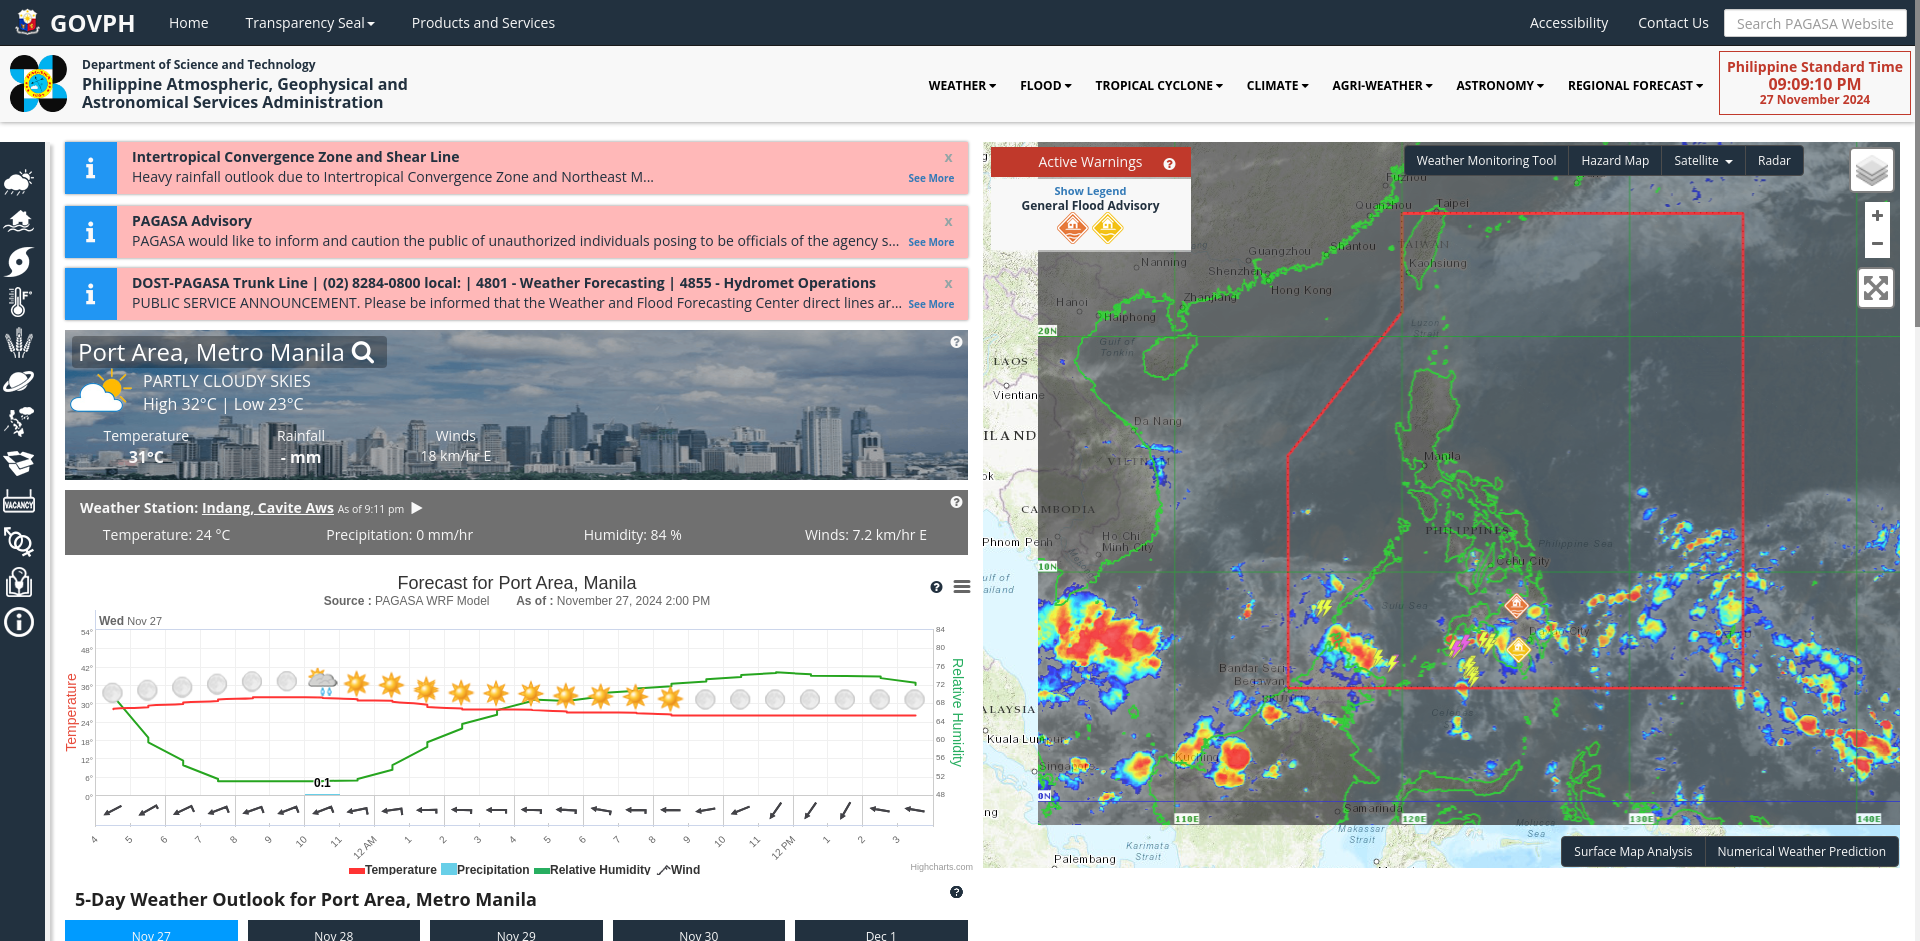 GOVPH
Home
Transparency Seal
Products and Services
Accessibility
Contact Us
Search PAGASA Website
Department of Science and Technology
Philippine Atmospheric, Geophysical and
Astronomical Services Administration
WEATHER
FLOOD
TROPICAL CYCLONE
CLIMATE
AGRI-WEATHER
ASTRONOMY
REGIONAL FORECAST
Philippine Standard Time
09:09:10 PM
27 November 2024
VACANCY
Intertropical Convergence Zone and Shear Line
x
Heavy rainfall outlook due to Intertropical Convergence Zone and Northeast M...
See More
PAGASA Advisory
x
PAGASA would like to inform and caution the public of unauthorized individuals posing to be officials of the agency s...
See More
DOST-PAGASA Trunk Line | (02) 8284-0800 local: | 4801 - Weather Forecasting | 4855 - Hydromet Operations
x
PUBLIC SERVICE ANNOUNCEMENT. Please be informed that the Weather and Flood Forecasting Center direct lines ar...
See More
Port Area, Metro Manila
PARTLY CLOUDY SKIES
High 32°C | Low 23°C
Temperature
Rainfall
Winds
31°C
- mm
18 km/hr E
Weather Station: Indang, Cavite Aws As of 9:11 pm
Temperature: 24 °C
Precipitation: 0 mm/hr
Humidity: 84 %
Winds: 7.2 km/hr E
Forecast for Port Area, Manila
Source : PAGASA WRF Model As of : November 27, 2024 2:00 PM
Wed Nov 27
54°
48°
42°
36°
30°
24°
18°
12°
6°
0°
Temperature
84
80
76
72
68
64
60
56
52
48
Relative Humidity
0.1
4
5
6
7
8
9
10
11
12 AM
1
2
3
4
5
6
7
8
9
10
11
12 PM
1
2
3
Temperature
Precipitation
Relative Humidity
Wind
Highcharts.com
5-Day Weather Outlook for Port Area, Metro Manila
Nov 27
Nov 28
Nov 29
Nov 30
Dec 1
Active Warnings
Show Legend
General Flood Advisory
Weather Monitoring Tool
Hazard Map
Satellite
Radar
+
−
Fuzhou
Quanzhou
Taipei
TAIWAN
Shantou
Guangzhou
Kaohsiung
Nanning
Shenzhen
Hong Kong
Zhanjiang
Hanoi
Haiphong
Luzon
Strait
20N
Gulf of
Tonkin
LAOS
Vientiane
Da Nang
ILAND
Manila
VIETNAM
CAMBODIA
PHILIPPINES
Phnom Penh
Ho Chi
Minh City
Philippine Sea
Cebu City
10N
ulf of
ailand
Sulu Sea
Davao City
Bandar Seri
Begawan
BRUNEI
ALAYSIA
Celebes
Kuala Lumpur
Kuching
Singapore
0N
Samarinda
ng
110E
120E
130E
140E
Makassar
Strait
Molucca
Sea
Karimata
Strait
Palembang
Surface Map Analysis
Numerical Weather Prediction